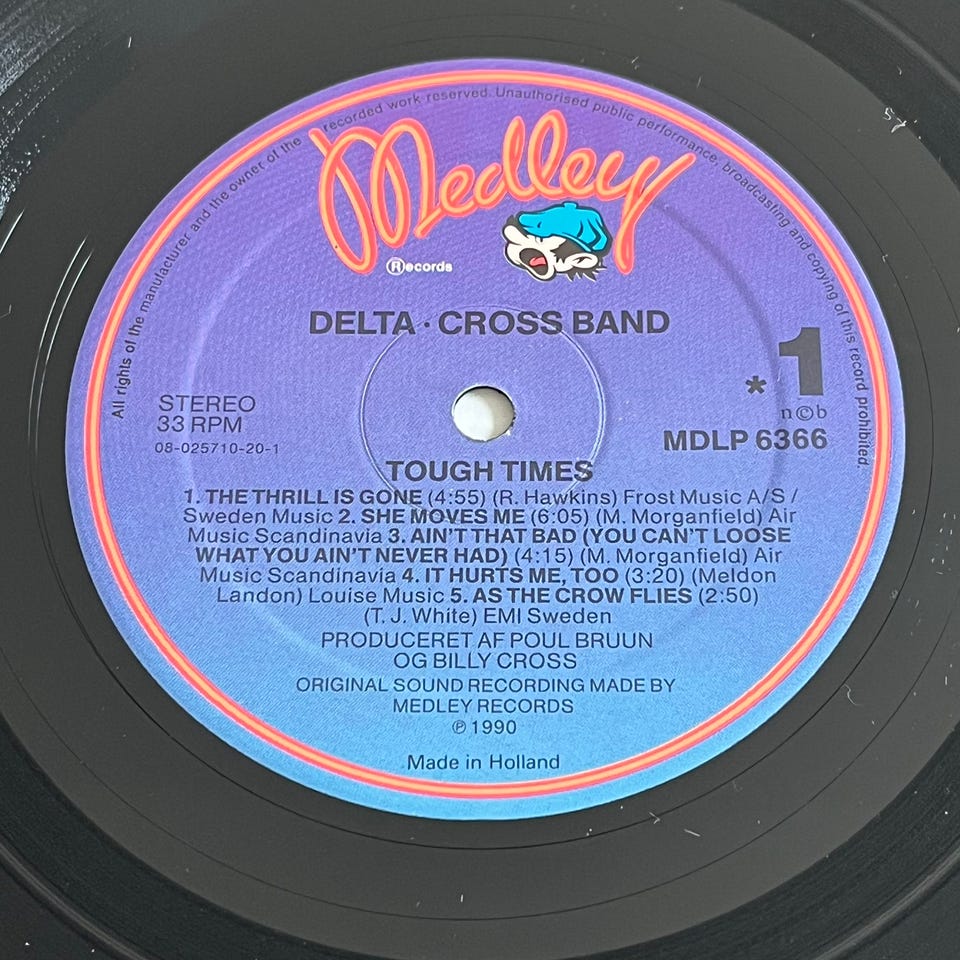 All rights of the manufacturer and the owner of the recorded work reserved. Unauthorised public performance, broadcasting and copying of this record prohibited.
Medley
Ⓡecords
DELTA · CROSS BAND
* 1
STEREO
33 RPM
08-025710-20-1
n©b
MDLP 6366
TOUGH TIMES
1. THE THRILL IS GONE (4:55) (R. Hawkins) Frost Music A/S /
Sweden Music 2. SHE MOVES ME (6:05) (M. Morganfield) Air
Music Scandinavia 3. AIN'T THAT BAD (YOU CAN'T LOOSE
WHAT YOU AIN'T NEVER HAD) (4:15) (M. Morganfield) Air
Music Scandinavia 4. IT HURTS ME, TOO (3:20) (Meldon
Landon) Louise Music 5. AS THE CROW FLIES (2:50)
(T. J. White) EMI Sweden
PRODUCERET AF POUL BRUUN
OG BILLY CROSS
ORIGINAL SOUND RECORDING MADE BY
MEDLEY RECORDS
℗ 1990
Made in Holland